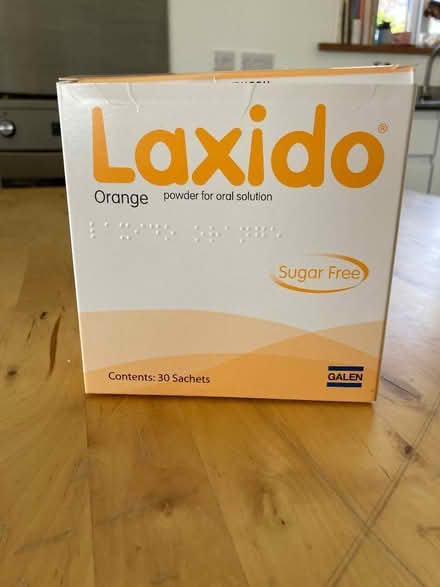 Laxido®
Orange powder for oral solution
Sugar Free
Contents: 30 Sachets
GALEN